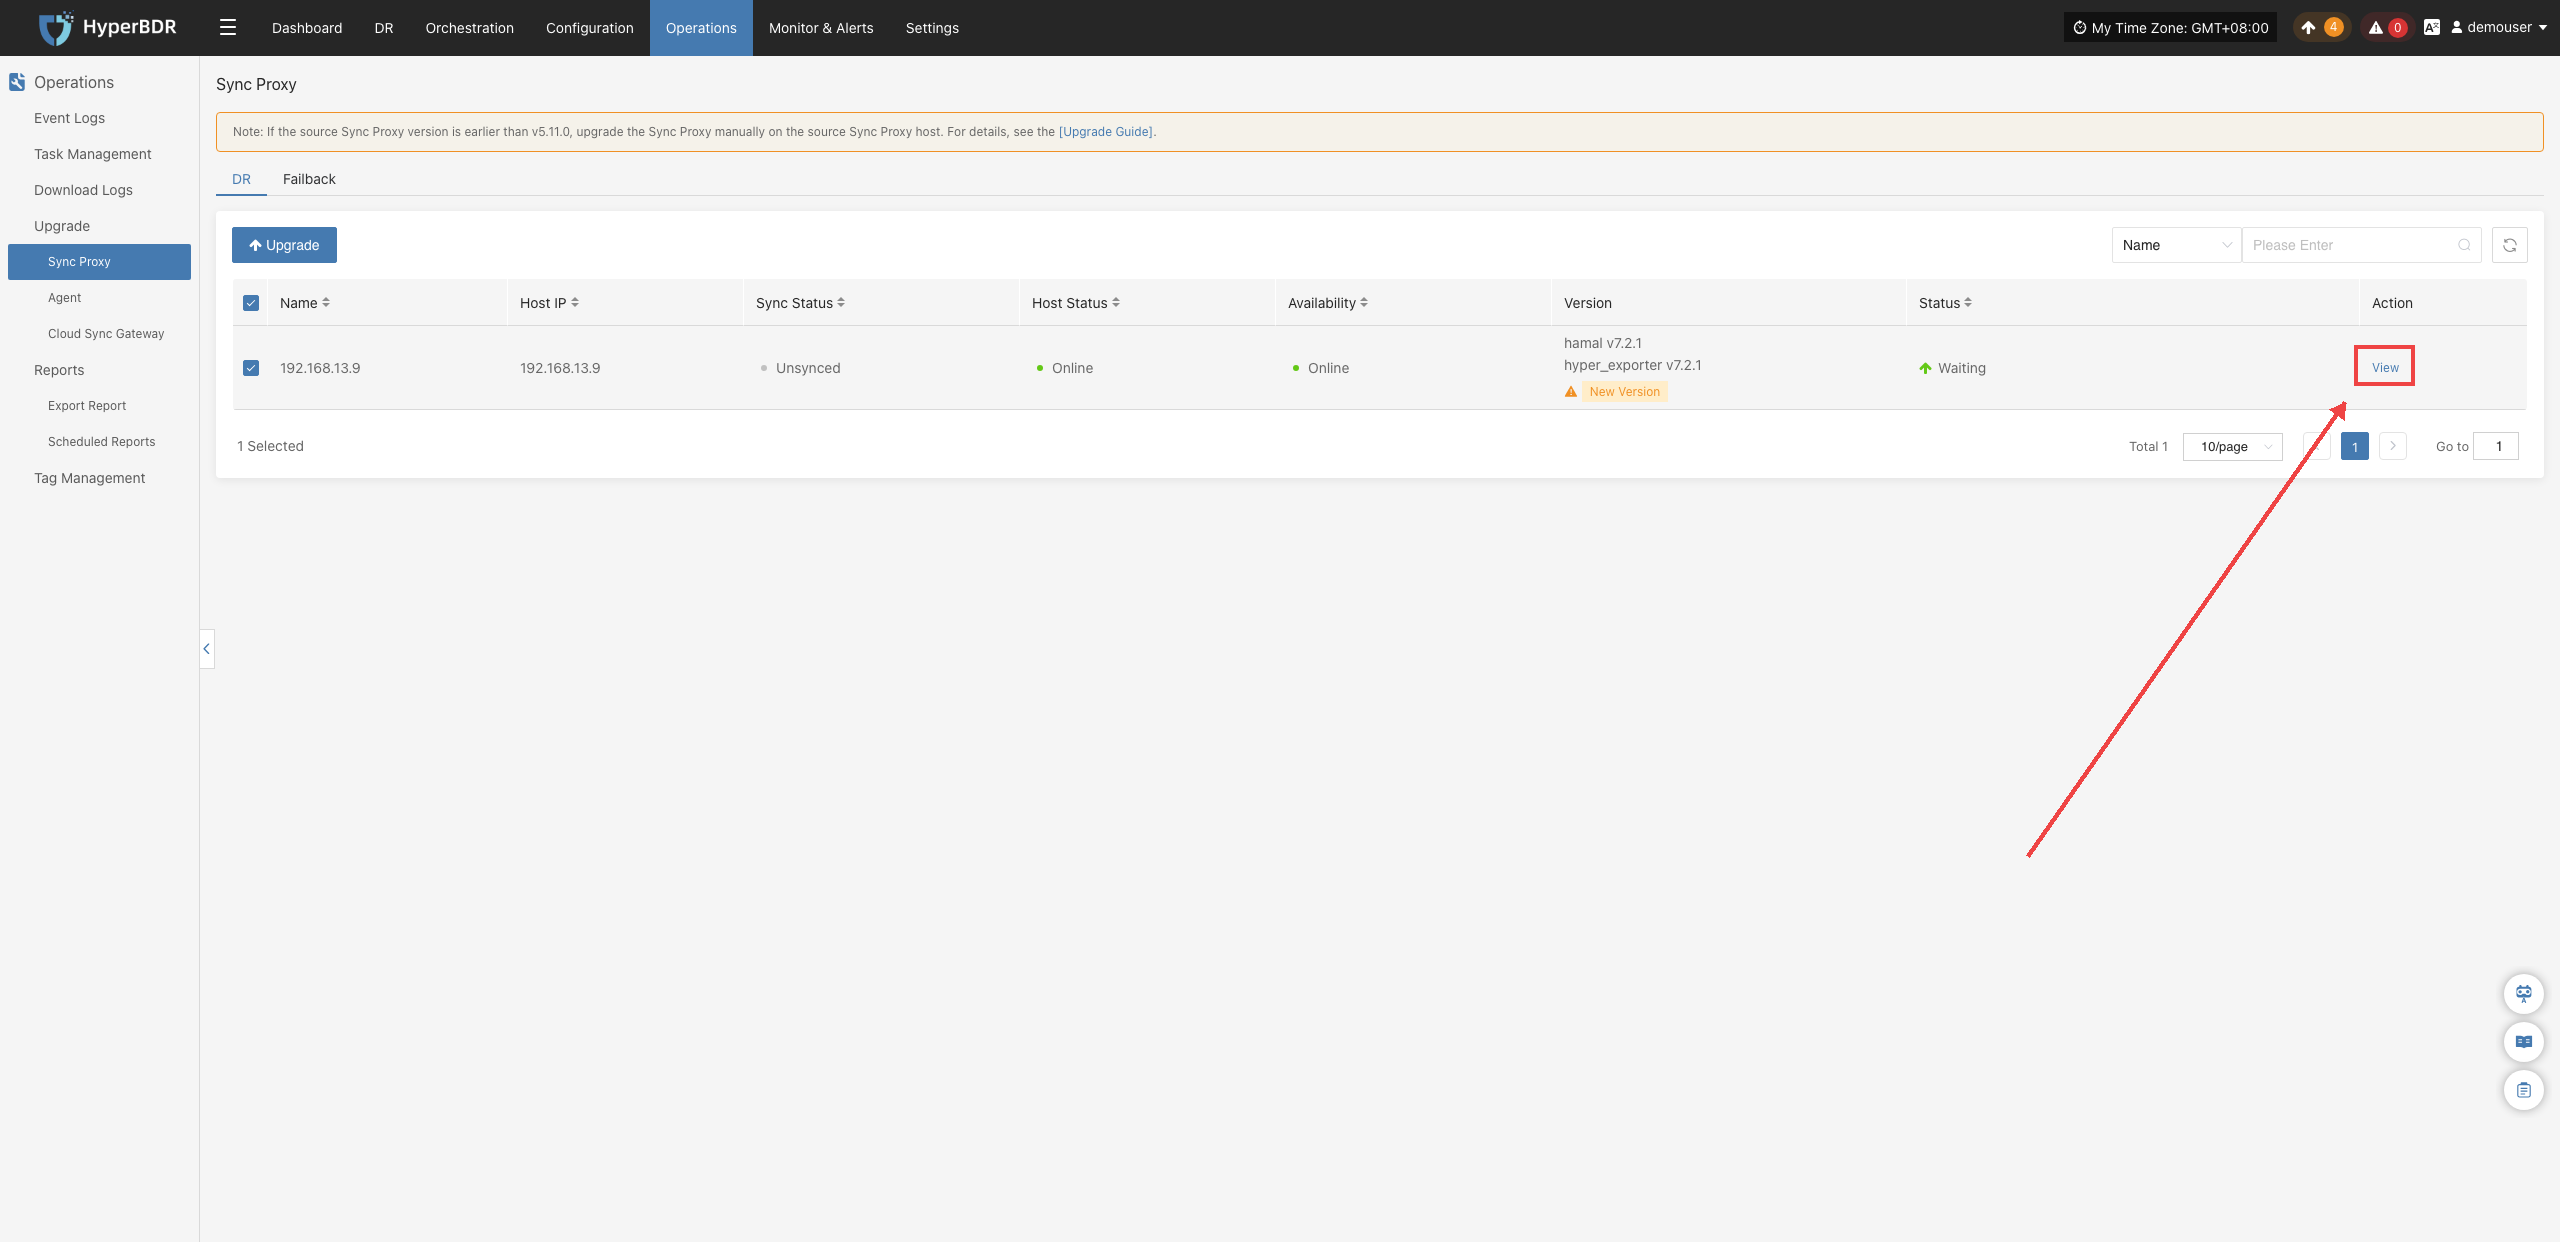 HyperBDR
Dashboard
DR
Orchestration
Configuration
Operations
Monitor & Alerts
Settings
My Time Zone: GMT+08:00
4
0
demouser
Operations
Event Logs
Task Management
Download Logs
Upgrade
Sync Proxy
Agent
Cloud Sync Gateway
Reports
Export Report
Scheduled Reports
Tag Management
Sync Proxy
Note: If the source Sync Proxy version is earlier than v5.11.0, upgrade the Sync Proxy manually on the source Sync Proxy host. For details, see the [Upgrade Guide].
DR
Failback
Upgrade
Name
Please Enter
Name
Host IP
Sync Status
Host Status
Availability
Version
Status
Action
192.168.13.9
192.168.13.9
Unsynced
Online
Online
hamal v7.2.1
hyper_exporter v7.2.1
New Version
Waiting
View
1 Selected
Total 1
10/page
1
Go to
1